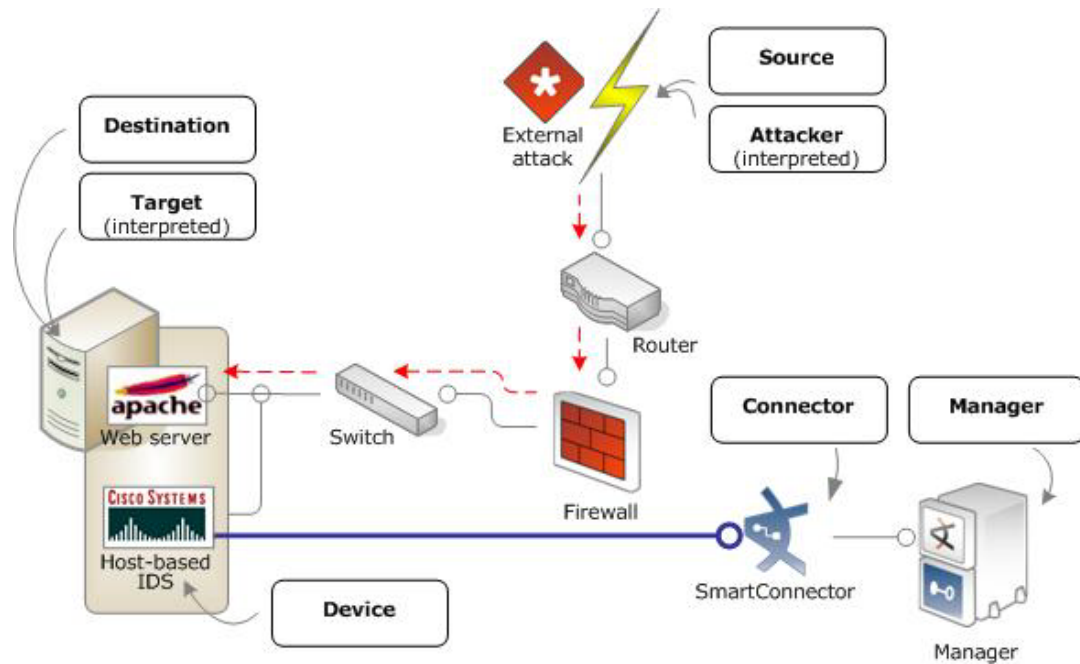 Source
External
attack
Attacker
(interpreted)
Destination
Target
(interpreted)
Router
apache
Web server
Switch
Connector
Manager
CISCO SYSTEMS
Firewall
Host-based
IDS
SmartConnector
Device
Manager